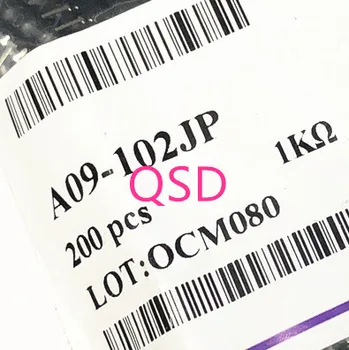 A09-102JP
QSD
200 pcs 1KΩ
LOT:OCM080